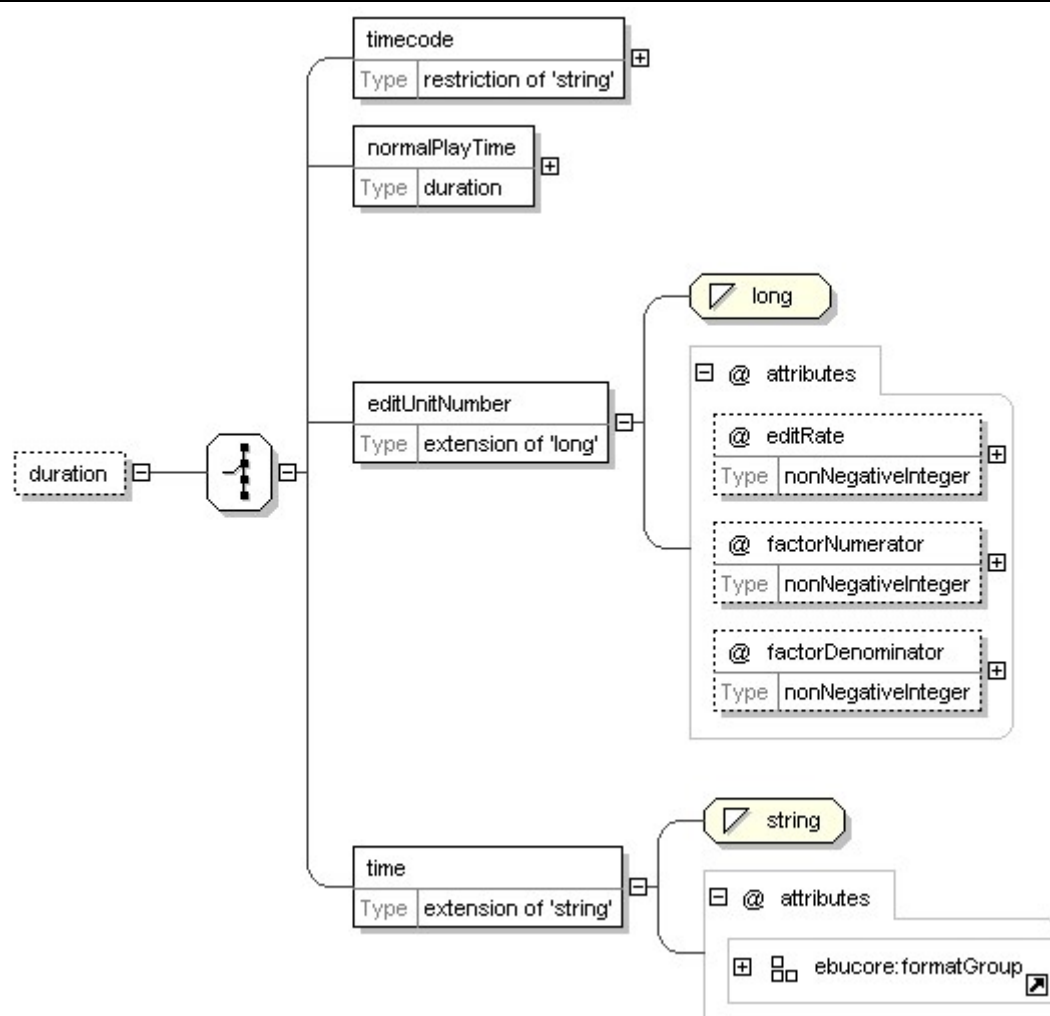 timecode
Type restriction of 'string'
normalPlayTime
Type duration
long
@ attributes
editUnitNumber
Type extension of 'long'
@ editRate
Type nonNegativeInteger
duration
@ factorNumerator
Type nonNegativeInteger
@ factorDenominator
Type nonNegativeInteger
string
time
Type extension of 'string'
@ attributes
ebucore:formatGroup